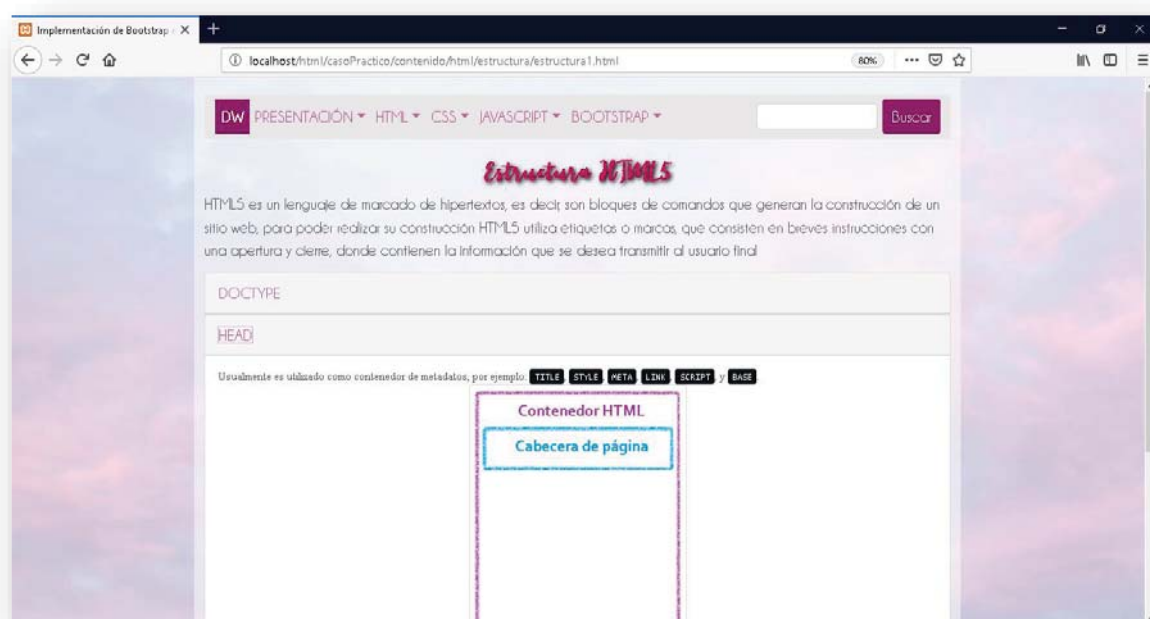 Implementación de Bootstrap
localhost/html/casoPractico/contenido/html/estructura/estructura1.html
80%
DW PRESENTACIÓN HTML CSS JAVASCRIPT BOOTSTRAP Buscar
Estructura HTML5
HTML5 es un lenguaje de marcado de hipertextos, es decir, son bloques de comandos que generan la construcción de un
sitio web, para poder realizar su construcción HTML5 utiliza etiquetas o marcas, que consisten en breves instrucciones con
una apertura y cierre, donde contienen la información que se desea transmitir al usuario final
DOCTYPE
HEAD
Usualmente es utilizado como contenedor de metadatos, por ejemplo: TITLE, STYLE, META, LINK, SCRIPT, y BASE.
Contenedor HTML
Cabecera de página